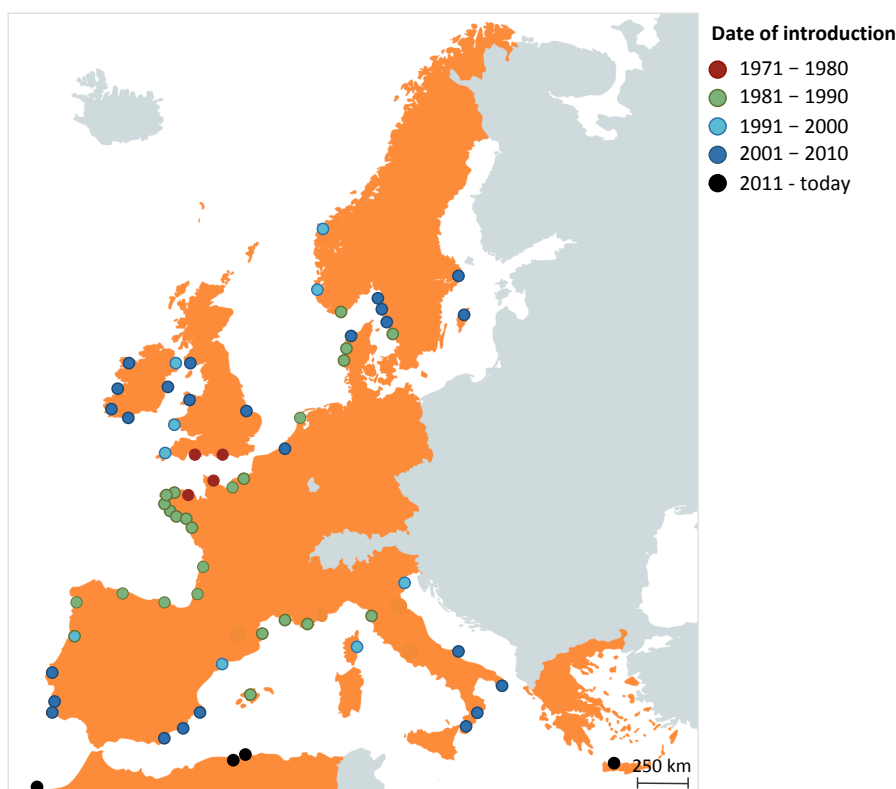 Date of introduction
1971 – 1980
1981 – 1990
1991 – 2000
2001 – 2010
2011 - today
250 km